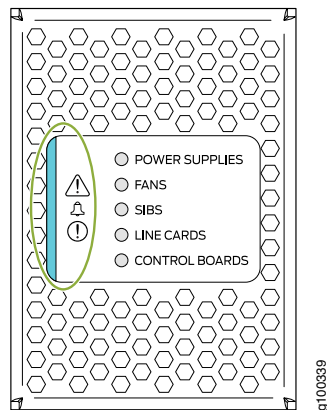 POWER SUPPLIES
FANS
SIBS
LINE CARDS
CONTROL BOARDS
g100339